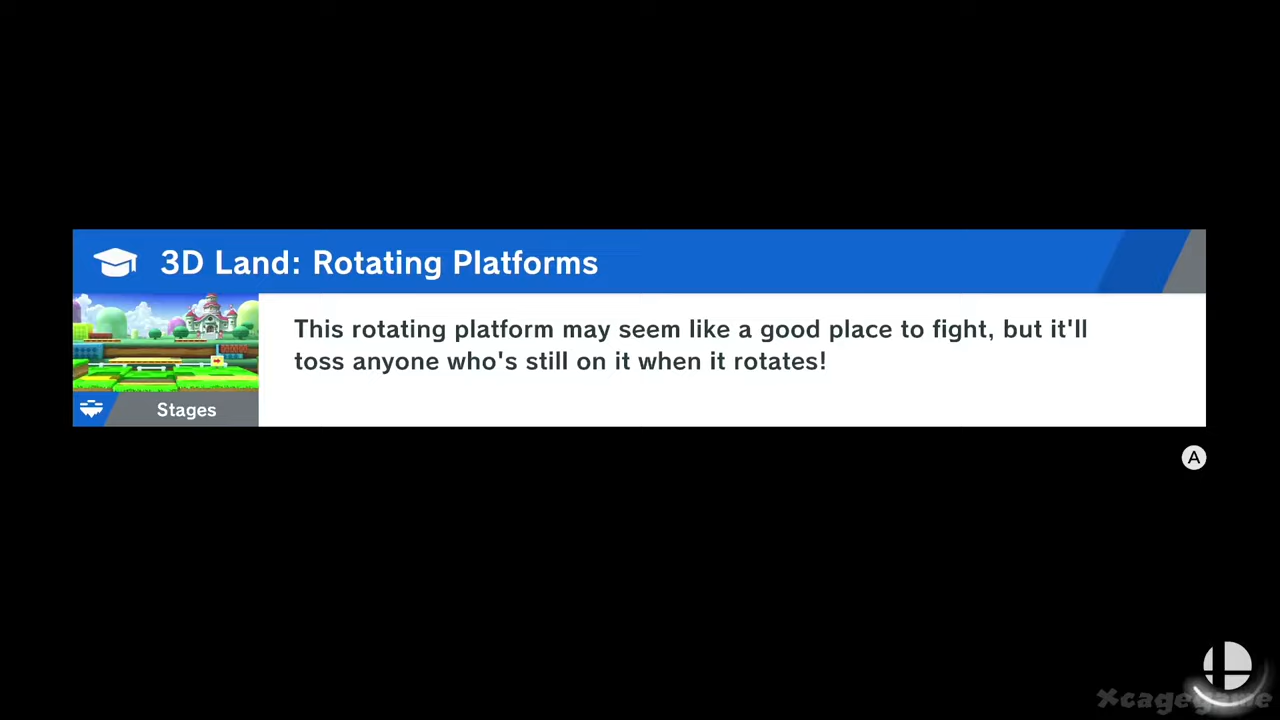 3D Land: Rotating Platforms
This rotating platform may seem like a good place to fight, but it'll
toss anyone who's still on it when it rotates!
Stages
A
Xcagegame